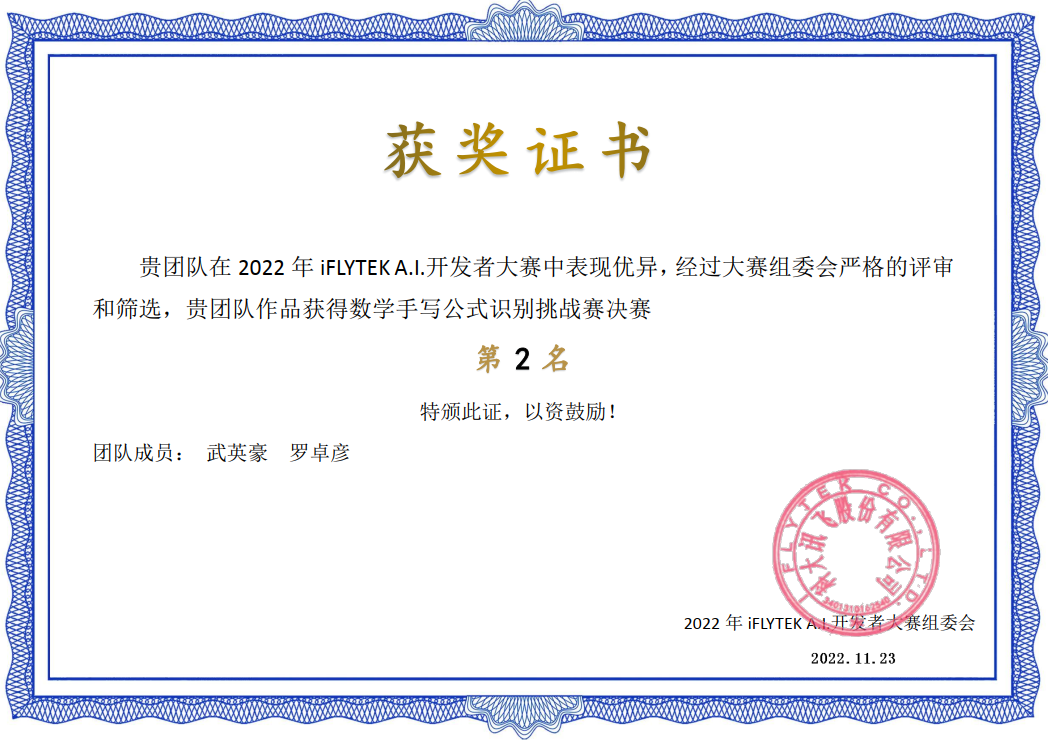 获奖证书
贵团队在 2022 年 iFLYTEK A.I.开发者大赛中表现优异，经过大赛组委会严格的评审
和筛选，贵团队作品获得数学手写公式识别挑战赛决赛
第 2 名
特颁此证，以资鼓励！
团队成员： 武英豪 罗卓彦
IFLYTEK CO.,LTD.
科大讯飞股份有限公司
3401310162540
2022 年 iFLYTEK A.I.开发者大赛组委会
2022.11.23